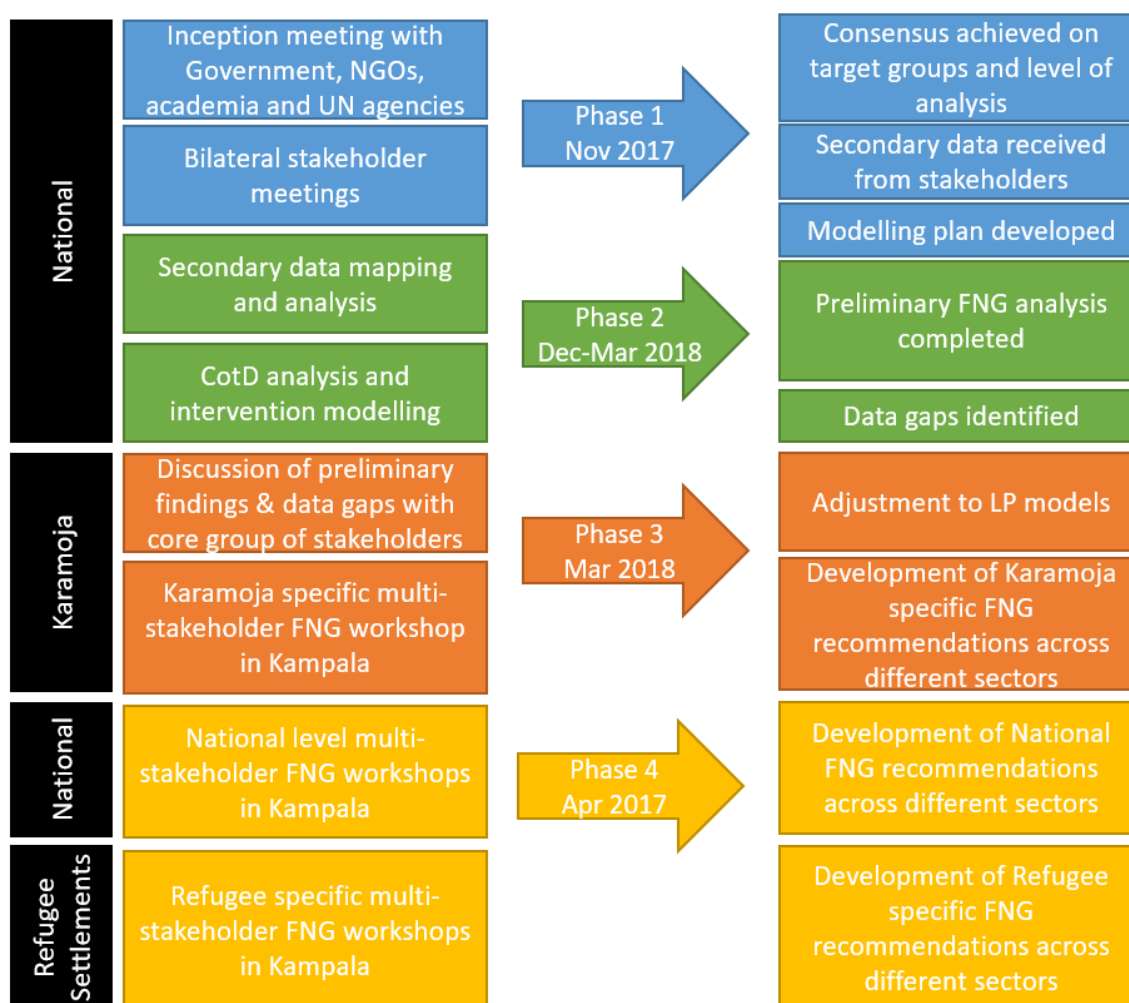 National
Inception meeting with
Government, NGOs,
academia and UN agencies
Bilateral stakeholder
meetings
Secondary data mapping
and analysis
CotD analysis and
intervention modelling
Phase 1
Nov 2017
Phase 2
Dec-Mar 2018
Consensus achieved on
target groups and level of
analysis
Secondary data received
from stakeholders
Modelling plan developed
Preliminary FNG analysis
completed
Data gaps identified
Karamoja
Discussion of preliminary
findings & data gaps with
core group of stakeholders
Karamoja specific multi-
stakeholder FNG workshop
in Kampala
Phase 3
Mar 2018
Adjustment to LP models
Development of Karamoja
specific FNG
recommendations across
different sectors
National
National level multi-
stakeholder FNG workshops
in Kampala
Phase 4
Apr 2017
Development of National
FNG recommendations
across different sectors
Refugee
Settlements
Refugee specific multi-
stakeholder FNG workshops
in Kampala
Development of Refugee
specific FNG
recommendations across
different sectors